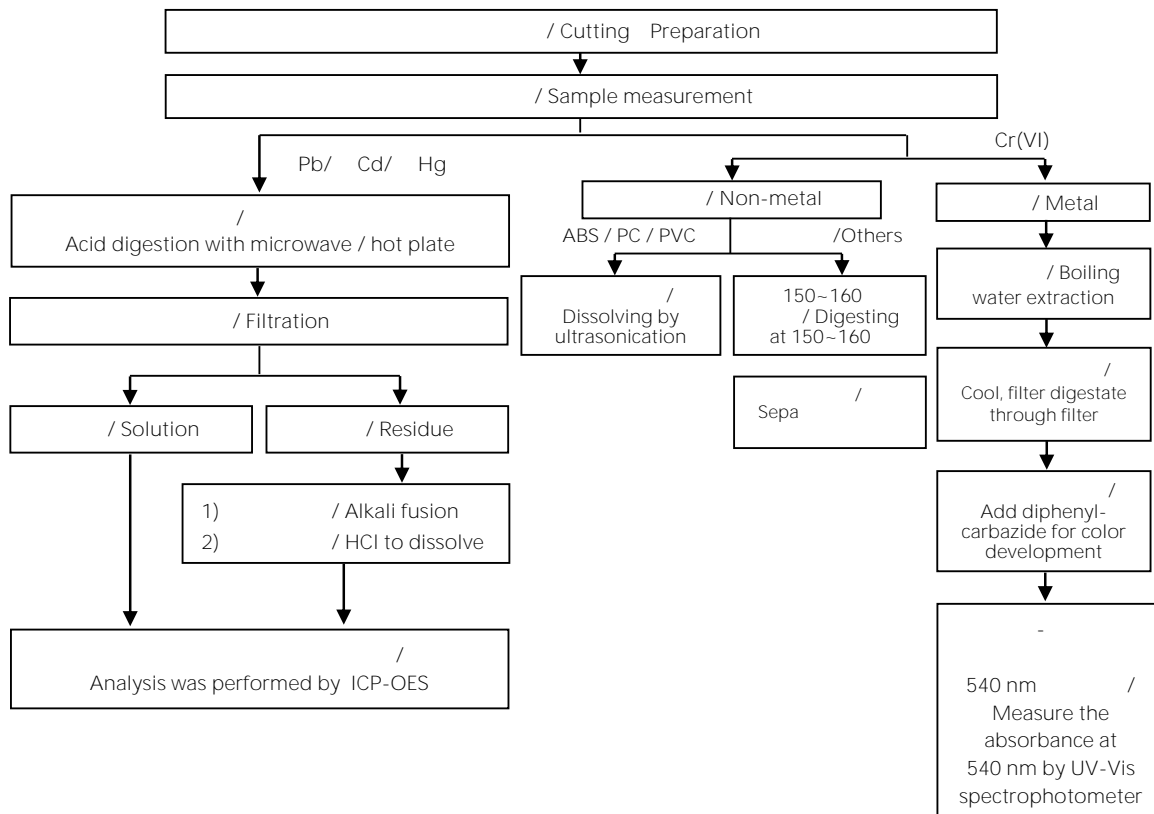 / Cutting Preparation
/ Sample measurement
Pb/ Cd/ Hg
Cr(VI)
/
Acid digestion with microwave / hot plate
/ Filtration
/ Solution
/ Residue
1) / Alkali fusion
2) / HCl to dissolve
/
Analysis was performed by ICP-OES
/ Non-metal
ABS / PC / PVC
/Others
/
Dissolving by
ultrasonication
150~160
/ Digesting
at 150~160
/
Sepa
/ Metal
/ Boiling
water extraction
/
Cool, filter digestate
through filter
/
Add diphenyl-
carbazide for color
development
-
540 nm /
Measure the
absorbance at
540 nm by UV-Vis
spectrophotometer